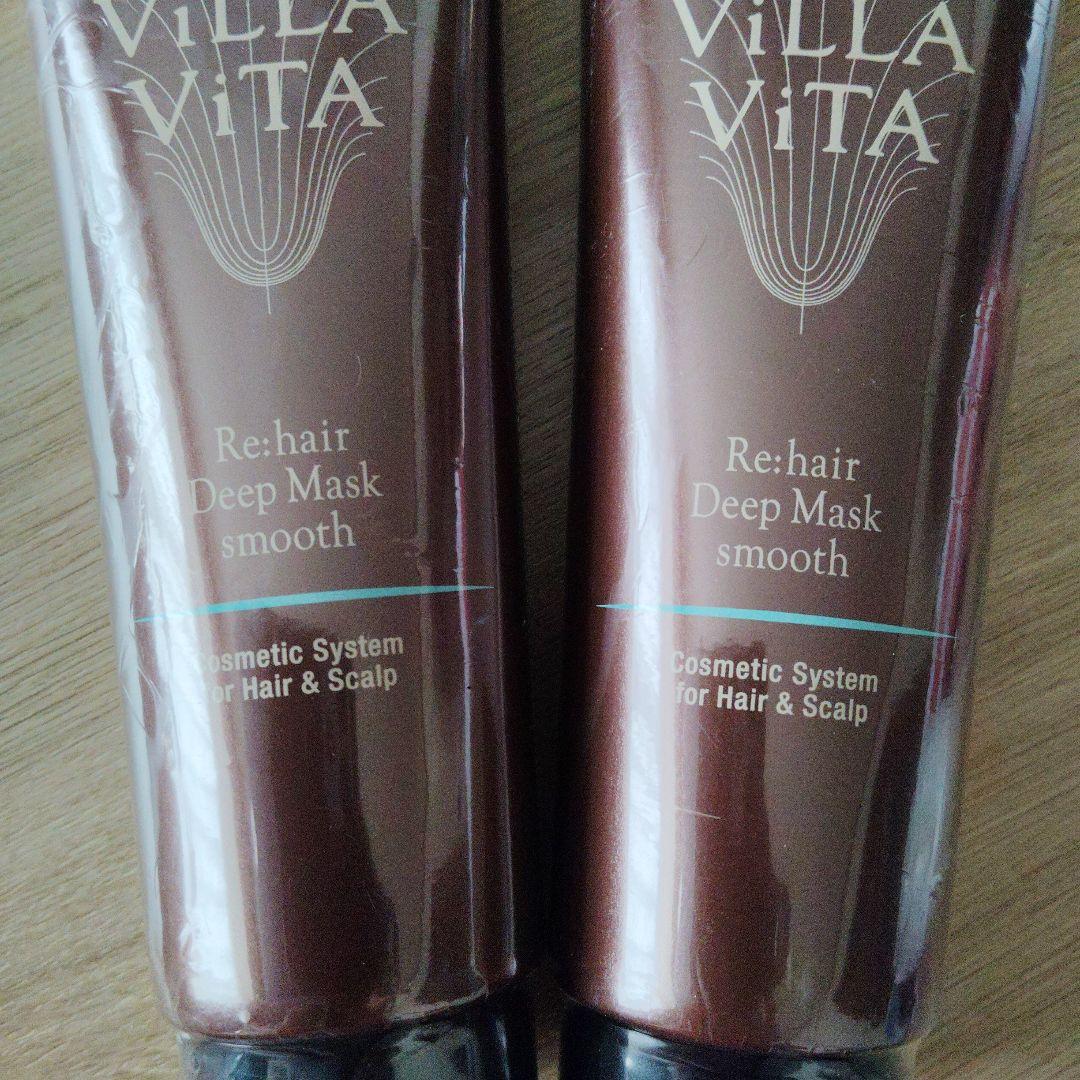 ViLLA
ViTA
Re:hair
Deep Mask
smooth
Cosmetic System
for Hair & Scalp
ViLLA
ViTA
Re:hair
Deep Mask
smooth
Cosmetic System
for Hair & Scalp